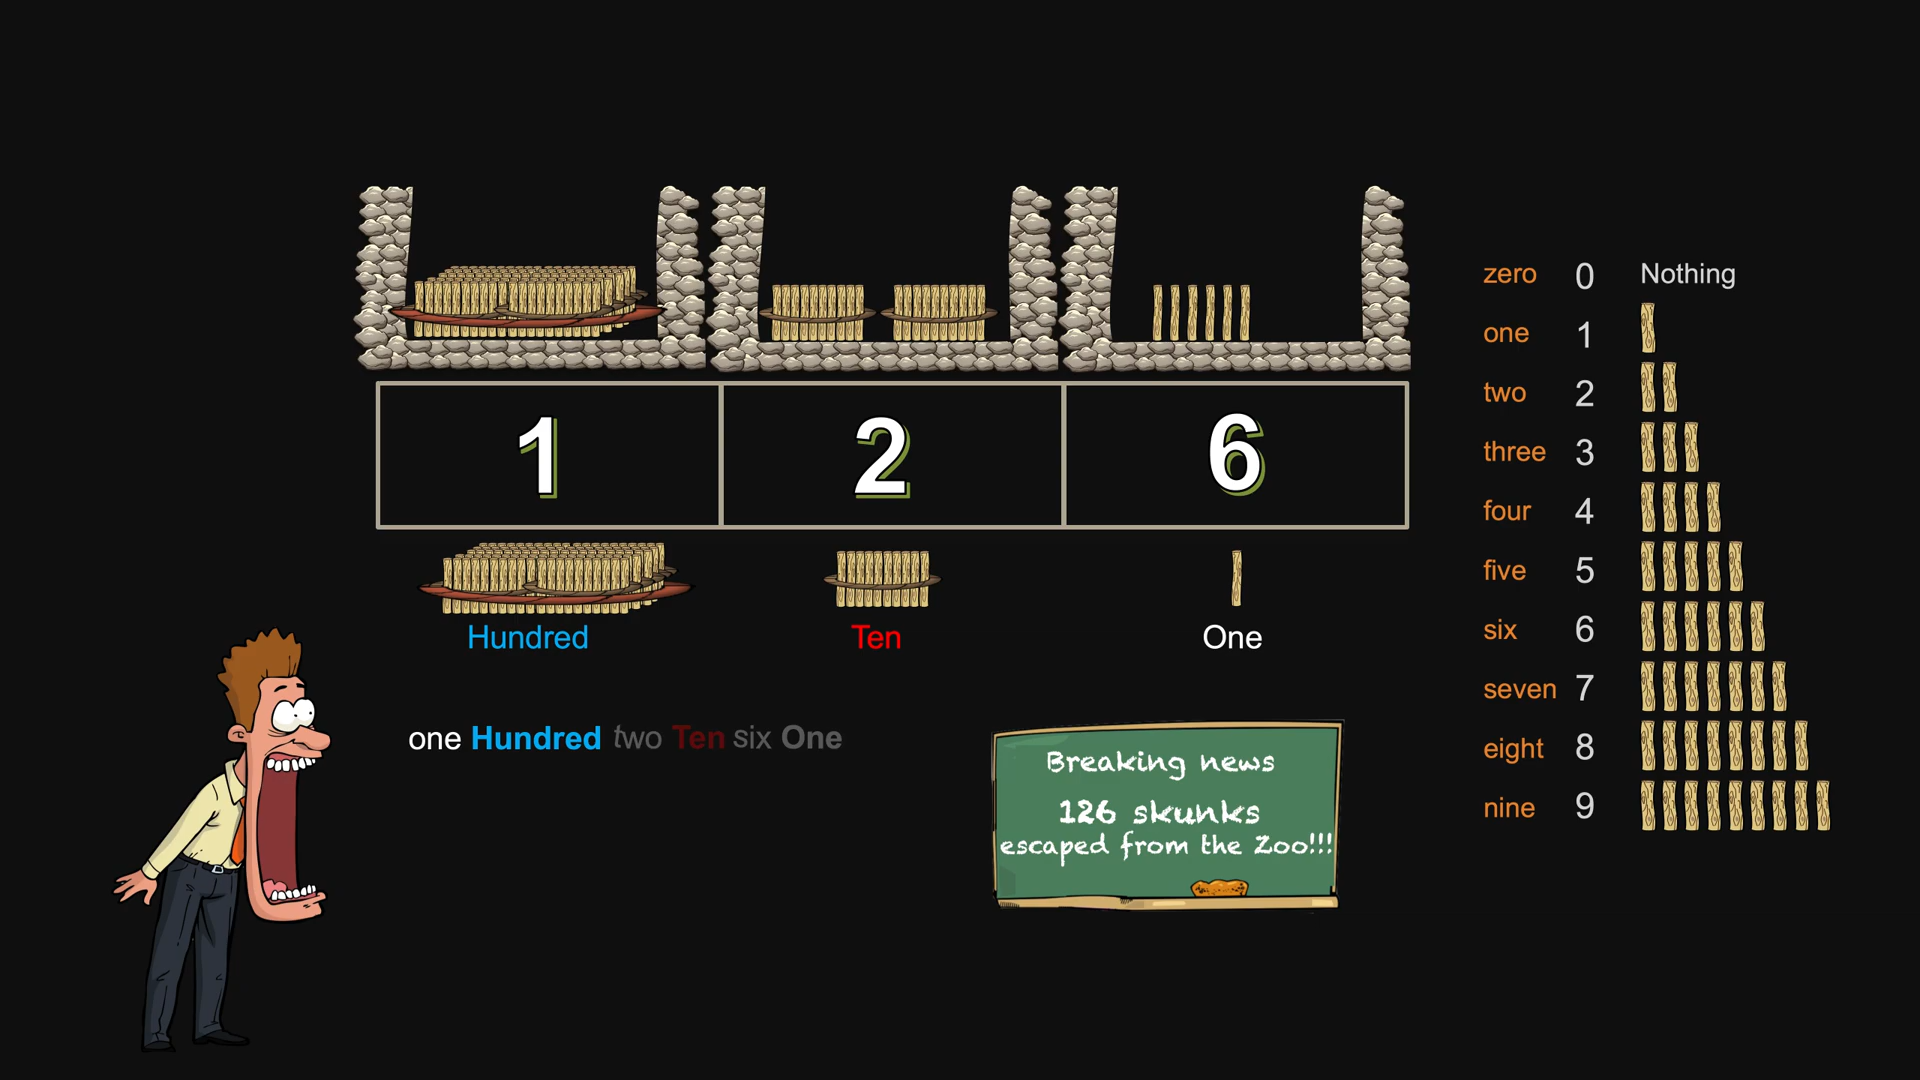 1 2 6
Hundred Ten One
one Hundred two Ten six One
Breaking news
126 skunks
escaped from the Zoo!!!
zero 0 Nothing
one 1
two 2
three 3
four 4
five 5
six 6
seven 7
eight 8
nine 9